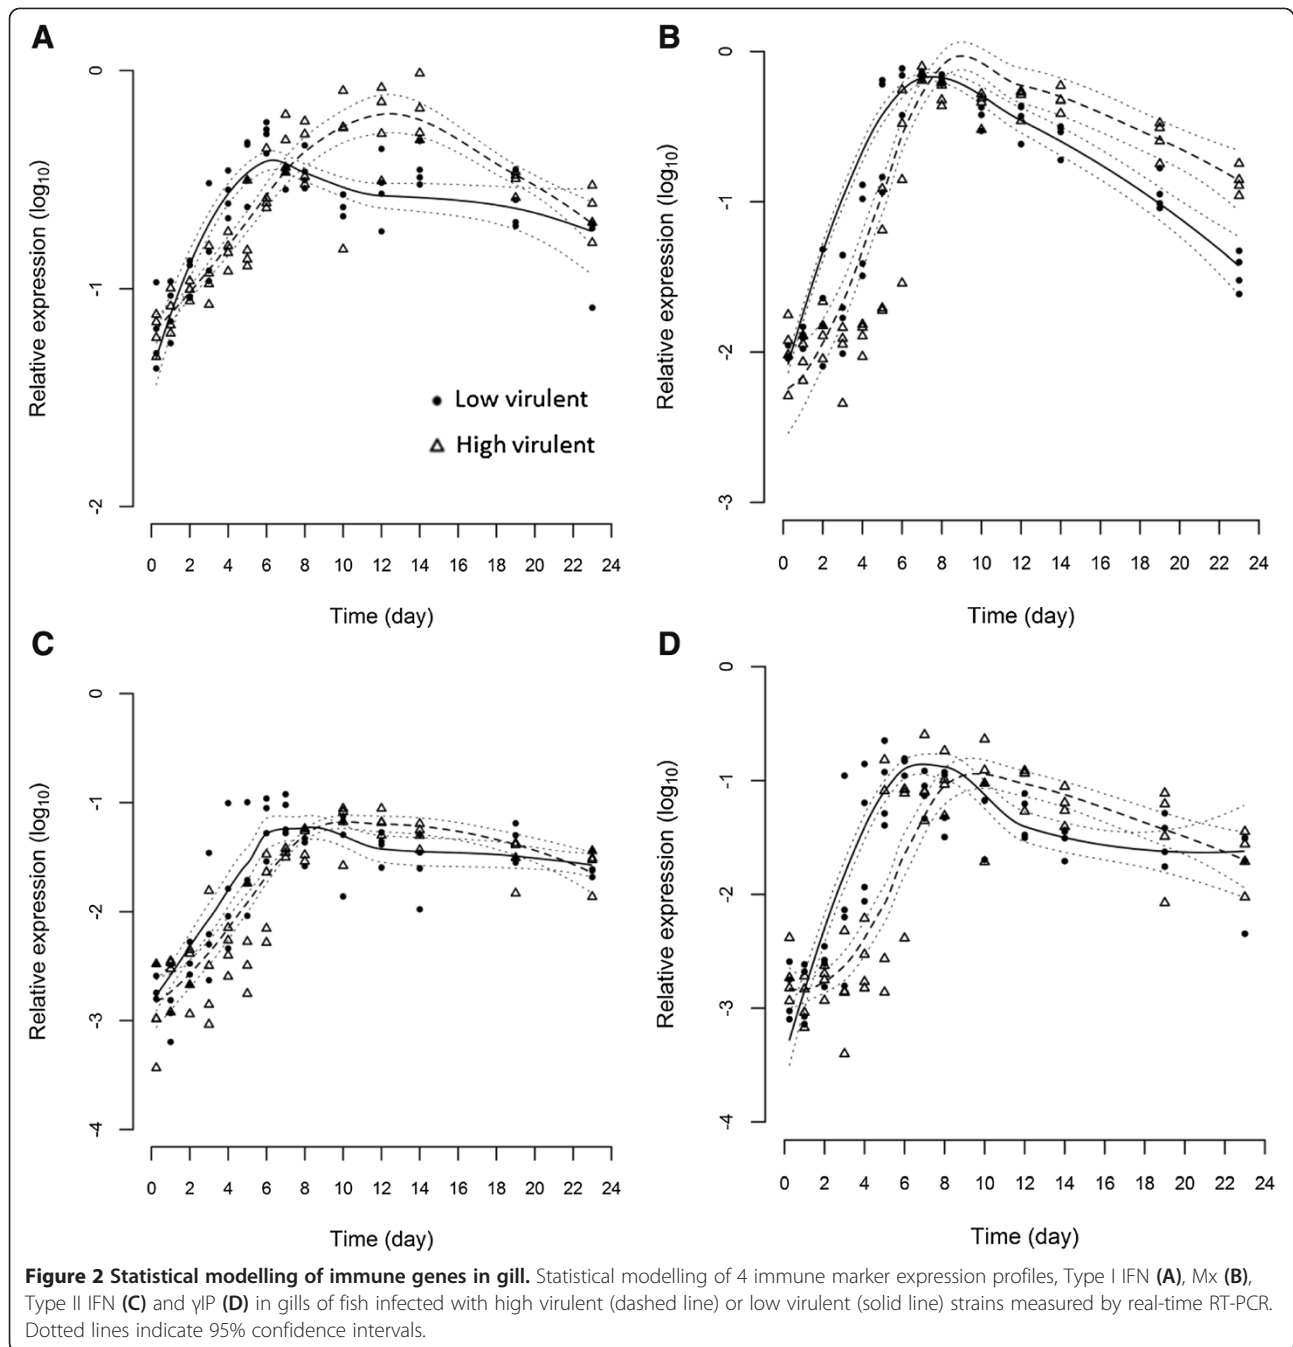 A
0
-1
-2
Relative expression (log10)
Low virulent
High virulent
0 2 4 6 8 10 12 14 16 18 20 22 24
Time (day)
B
0
-1
-2
-3
Relative expression (log10)
0 2 4 6 8 10 12 14 16 18 20 22 24
Time (day)
C
0
-1
-2
-3
-4
Relative expression (log10)
0 2 4 6 8 10 12 14 16 18 20 22 24
Time (day)
D
0
-1
-2
-3
-4
Relative expression (log10)
0 2 4 6 8 10 12 14 16 18 20 22 24
Time (day)
Figure 2 Statistical modelling of immune genes in gill. Statistical modelling of 4 immune marker expression profiles, Type I IFN (A), Mx (B),
Type II IFN (C) and γIP (D) in gills of fish infected with high virulent (dashed line) or low virulent (solid line) strains measured by real-time RT-PCR.
Dotted lines indicate 95% confidence intervals.